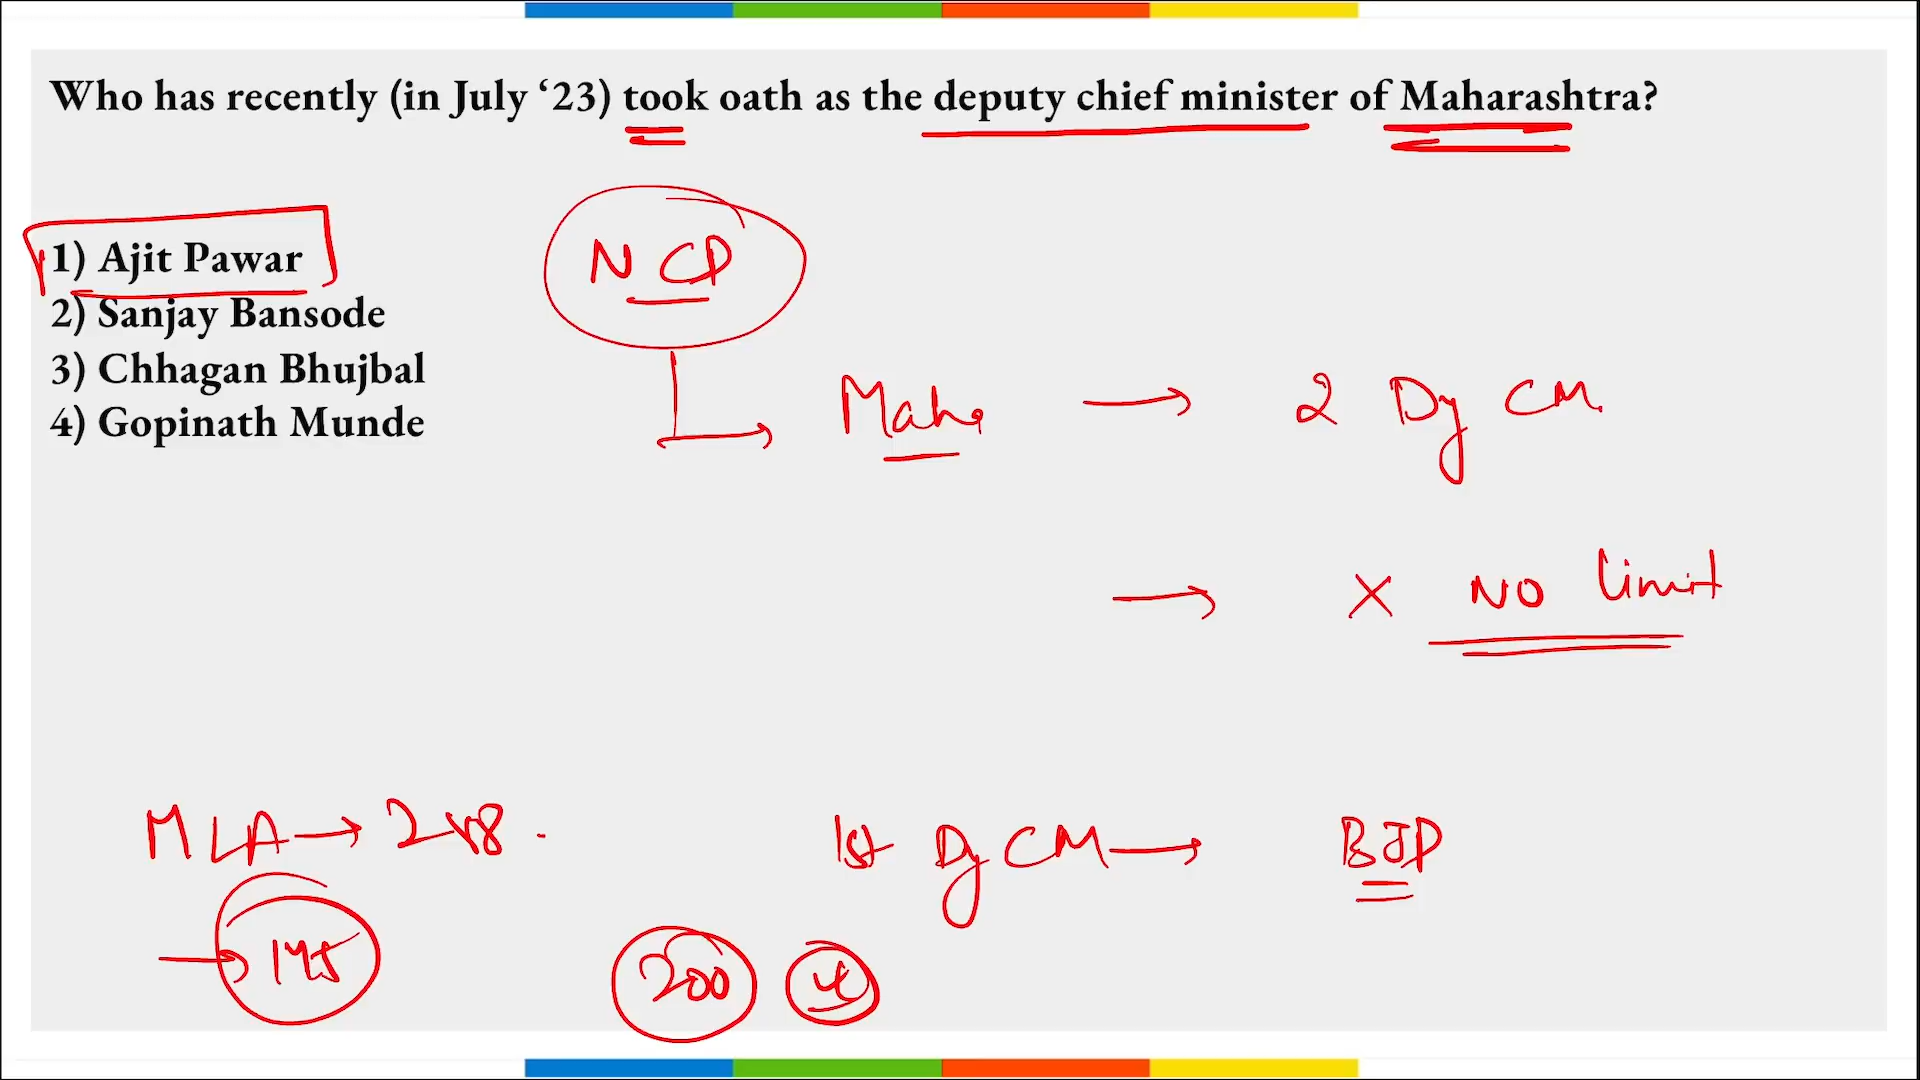 Who has recently (in July ‘23) took oath as the deputy chief minister of Maharashtra?
1) Ajit Pawar
2) Sanjay Bansode
3) Chhagan Bhujbal
4) Gopinath Munde
NCP
Mah. → 2 Dy CM
→ X NO limit
MLA → 288
→ 145
1st Dy CM → BJP
200